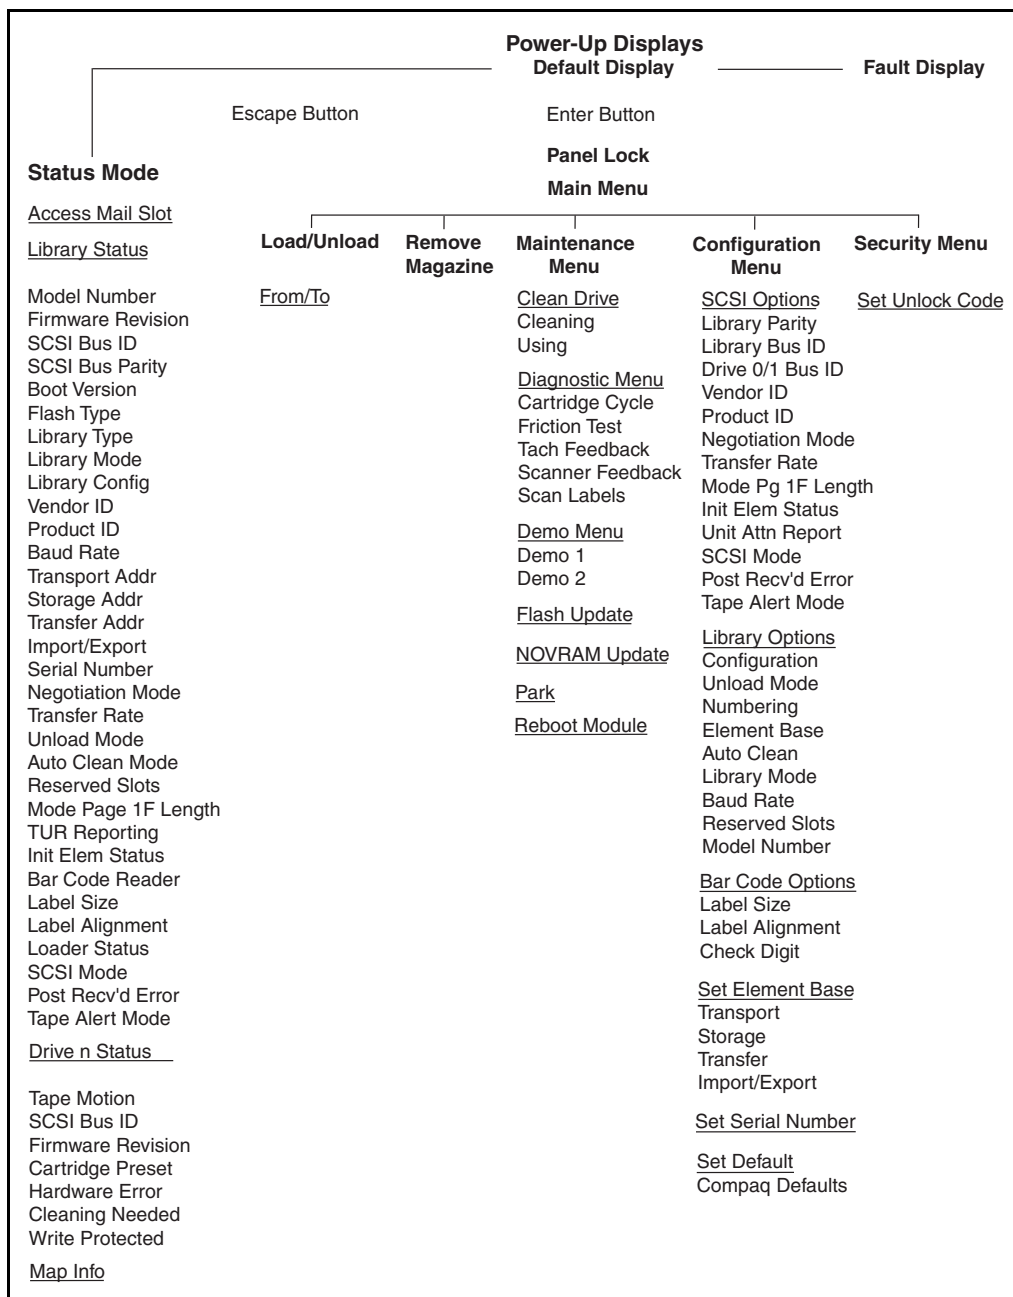 Power-Up Displays
Default Display
Fault Display
Escape Button
Enter Button
Panel Lock
Main Menu
Status Mode
Access Mail Slot
Library Status
Model Number
Firmware Revision
SCSI Bus ID
SCSI Bus Parity
Boot Version
Flash Type
Library Type
Library Mode
Library Config
Vendor ID
Product ID
Baud Rate
Transport Addr
Storage Addr
Transfer Addr
Import/Export
Serial Number
Negotiation Mode
Transfer Rate
Unload Mode
Auto Clean Mode
Reserved Slots
Mode Page 1F Length
TUR Reporting
Init Elem Status
Bar Code Reader
Label Size
Label Alignment
Loader Status
SCSI Mode
Post Recv'd Error
Tape Alert Mode
Drive n Status
Tape Motion
SCSI Bus ID
Firmware Revision
Cartridge Preset
Hardware Error
Cleaning Needed
Write Protected
Map Info
Load/Unload
From/To
Remove
Magazine
Maintenance
Menu
Clean Drive
Cleaning
Using
Diagnostic Menu
Cartridge Cycle
Friction Test
Tach Feedback
Scanner Feedback
Scan Labels
Demo Menu
Demo 1
Demo 2
Flash Update
NOVRAM Update
Park
Reboot Module
Configuration
Menu
SCSI Options
Library Parity
Library Bus ID
Drive 0/1 Bus ID
Vendor ID
Product ID
Negotiation Mode
Transfer Rate
Mode Pg 1F Length
Init Elem Status
Unit Attn Report
SCSI Mode
Post Recv'd Error
Tape Alert Mode
Library Options
Configuration
Unload Mode
Numbering
Element Base
Auto Clean
Library Mode
Baud Rate
Reserved Slots
Model Number
Bar Code Options
Label Size
Label Alignment
Check Digit
Set Element Base
Transport
Storage
Transfer
Import/Export
Set Serial Number
Set Default
Compaq Defaults
Security Menu
Set Unlock Code